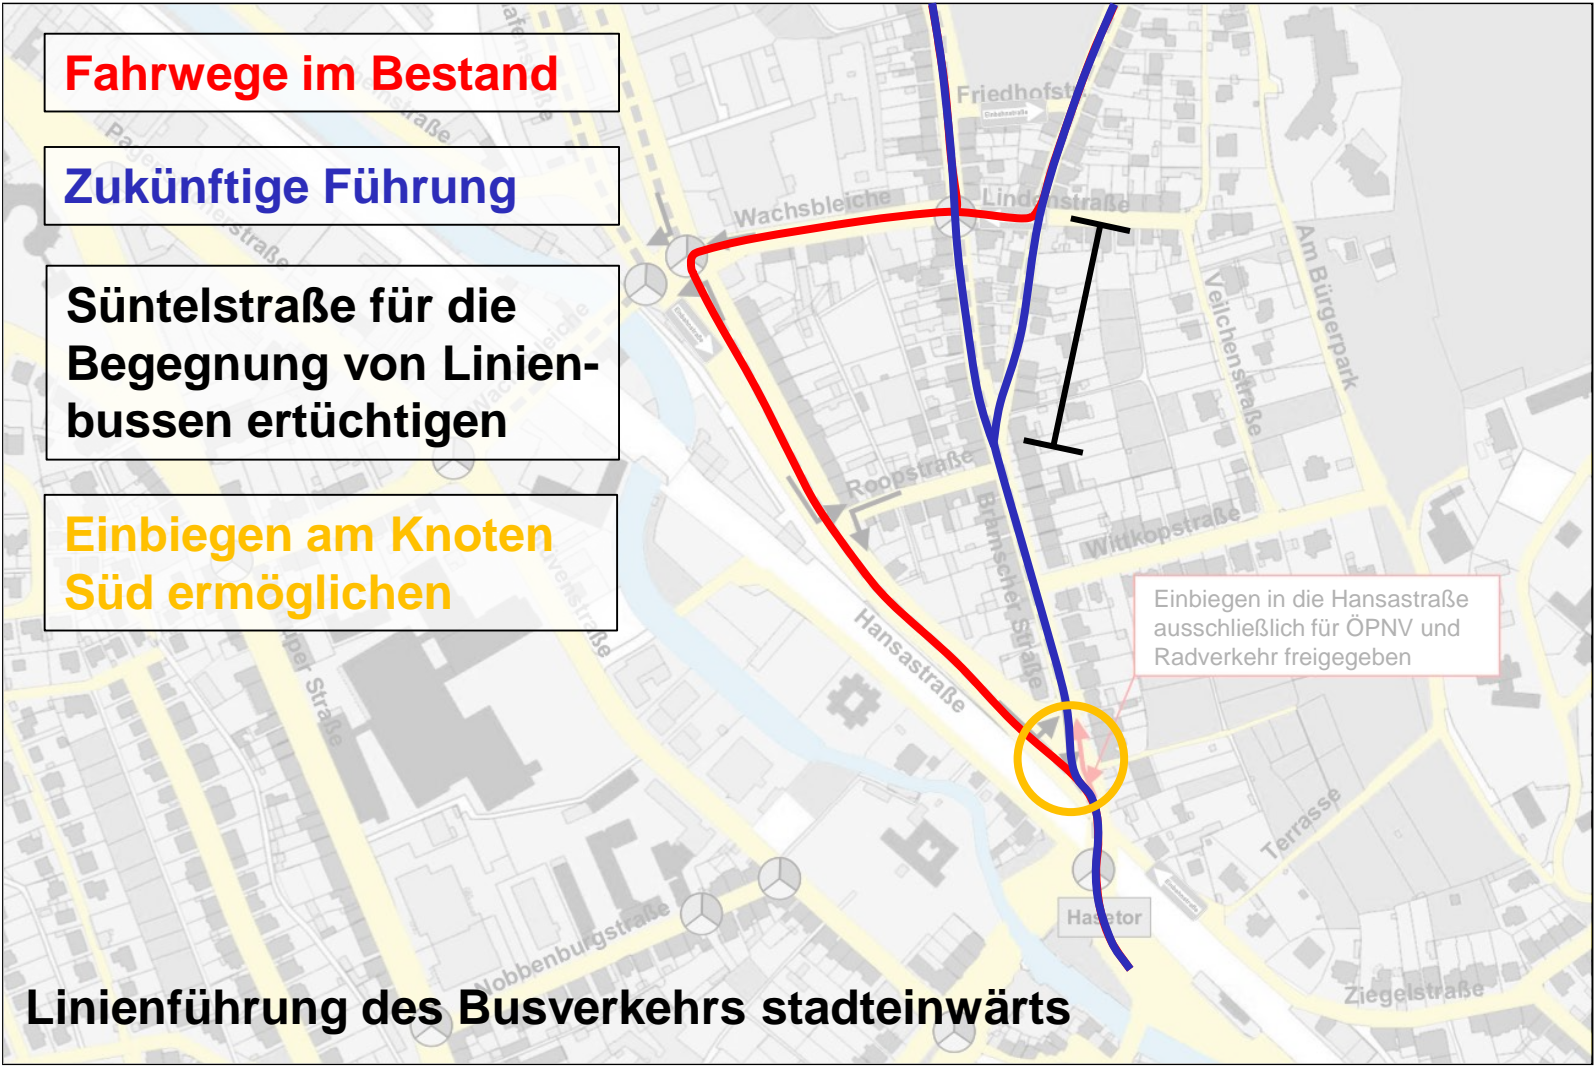 Fahrwege im Bestand
Zukünftige Führung
Süntelstraße für die
Begegnung von Linien-
bussen ertüchtigen
Einbiegen am Knoten
Süd ermöglichen
Friedhofst
Einbahnstraße
Wachsbleiche
Lindenstraße
Am Bürgerpark
Veilchenstraße
Roopstraße
Bramscher Straße
Wittkopstraße
Hansastraße
Einbiegen in die Hansastraße
ausschließlich für ÖPNV und
Radverkehr freigegeben
Terrasse
Hasetor
Nobbenburgstraße
Ziegelstraße
Linienführung des Busverkehrs stadteinwärts